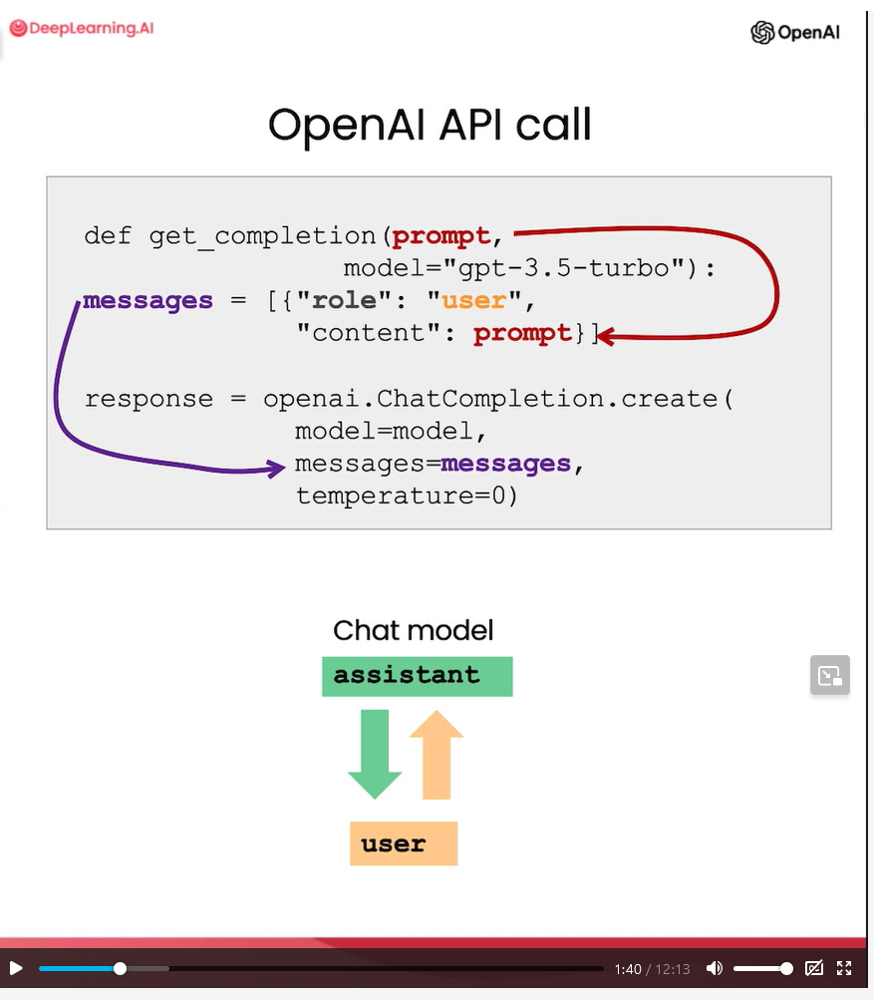 DeepLearning.AI
OpenAI
OpenAI API call
def get_completion(prompt,
model="gpt-3.5-turbo"):
messages = [{"role": "user",
"content": prompt}]
response = openai.ChatCompletion.create(
model=model,
messages=messages,
temperature=0)
Chat model
assistant
user
1:40 / 12:13